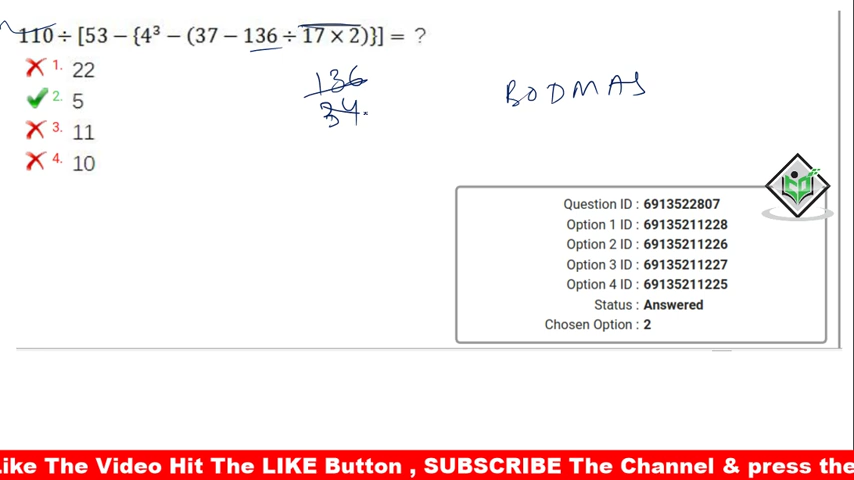 110 ÷ [53 − {4³ − (37 − 136 ÷ 17 × 2)}] = ?
1. 22
2. 5
3. 11
4. 10
136
34
BODMAS
Question ID : 6913522807
Option 1 ID : 69135211228
Option 2 ID : 69135211226
Option 3 ID : 69135211227
Option 4 ID : 69135211225
Status : Answered
Chosen Option : 2
ike The Video Hit The LIKE Button , SUBSCRIBE The Channel & press the